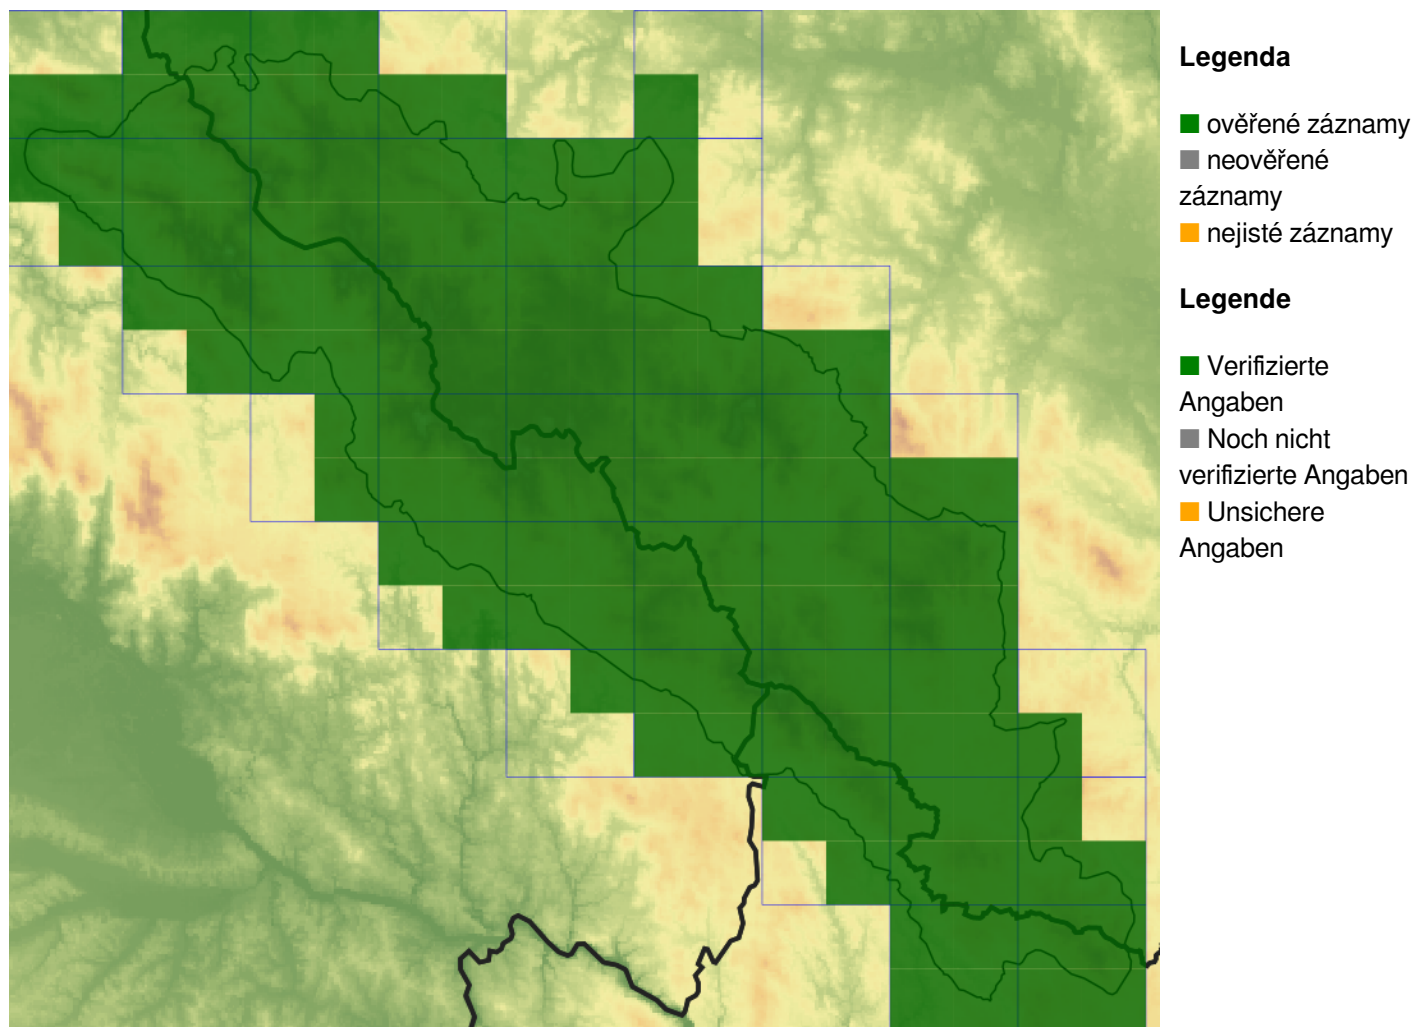 Legenda
ověřené záznamy
neověřené
záznamy
nejisté záznamy
Legende
Verifizierte
Angaben
Noch nicht
verifizierte Angaben
Unsichere
Angaben